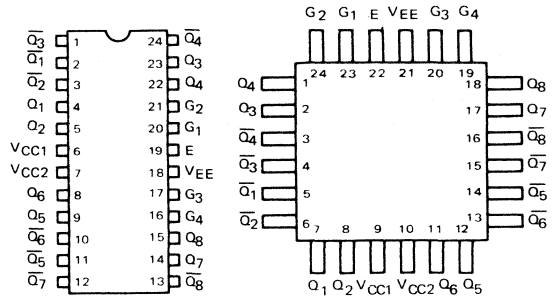 Q̅3 1 24 Q̅4
Q̅1 2 23 Q3
Q̅2 3 22 Q4
Q1 4 21 G2
Q2 5 20 G1
VCC1 6 19 E
VCC2 7 18 VEE
Q6 8 17 G3
Q5 9 16 G4
Q̅6 10 15 Q8
Q̅5 11 14 Q7
Q̅7 12 13 Q̅8
G2 G1 E VEE G3 G4
24 23 22 21 20 19
Q4 1 18 Q8
Q3 2 17 Q7
Q̅4 3 16 Q̅8
Q̅3 4 15 Q̅7
Q̅1 5 14 Q̅5
Q̅2 6 13 Q̅6
7 8 9 10 11 12
Q1 Q2 VCC1 VCC2 Q6 Q5